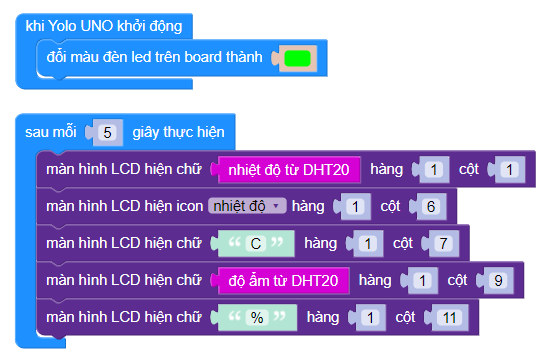 khi Yolo UNO khởi động
đổi màu đèn led trên board thành
sau mỗi 5 giây thực hiện
màn hình LCD hiện chữ nhiệt độ từ DHT20 hàng 1 cột 1
màn hình LCD hiện icon nhiệt độ hàng 1 cột 6
màn hình LCD hiện chữ “ C ” hàng 1 cột 7
màn hình LCD hiện chữ độ ẩm từ DHT20 hàng 1 cột 9
màn hình LCD hiện chữ “ % ” hàng 1 cột 11